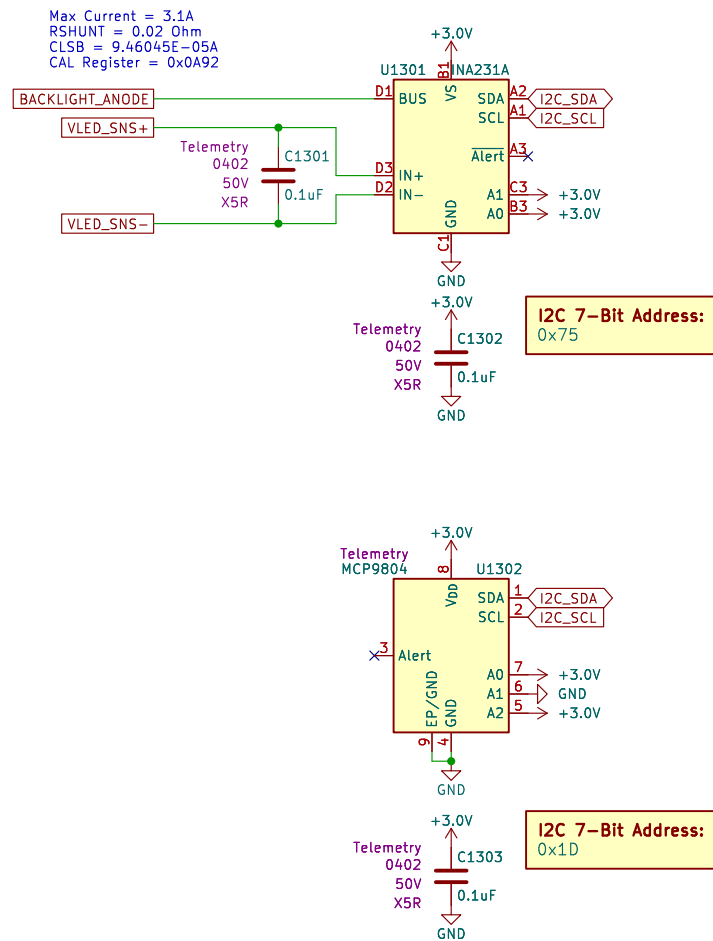 Max Current = 3.1A
RSHUNT = 0.02 Ohm
CLSB = 9.46045E-05A
CAL Register = 0x0A92
+3.0V
U1301
B1
INA231A
VS
BACKLIGHT_ANODE
D1
BUS
SDA
A2
I2C_SDA
SCL
A1
I2C_SCL
VLED_SNS+
Telemetry
0402
50V
X5R
C1301
0.1uF
Alert
A3
D3
IN+
D2
IN-
A1
C3
+3.0V
A0
B3
+3.0V
VLED_SNS-
GND
C1
GND
+3.0V
Telemetry
0402
50V
X5R
C1302
0.1uF
GND
I2C 7-Bit Address:
0x75
+3.0V
Telemetry
MCP9804
8
U1302
VDD
SDA
1
I2C_SDA
SCL
2
I2C_SCL
3
Alert
A0
7
+3.0V
A1
6
GND
A2
5
+3.0V
EP/GND
GND
9
4
GND
+3.0V
Telemetry
0402
50V
X5R
C1303
0.1uF
GND
I2C 7-Bit Address:
0x1D